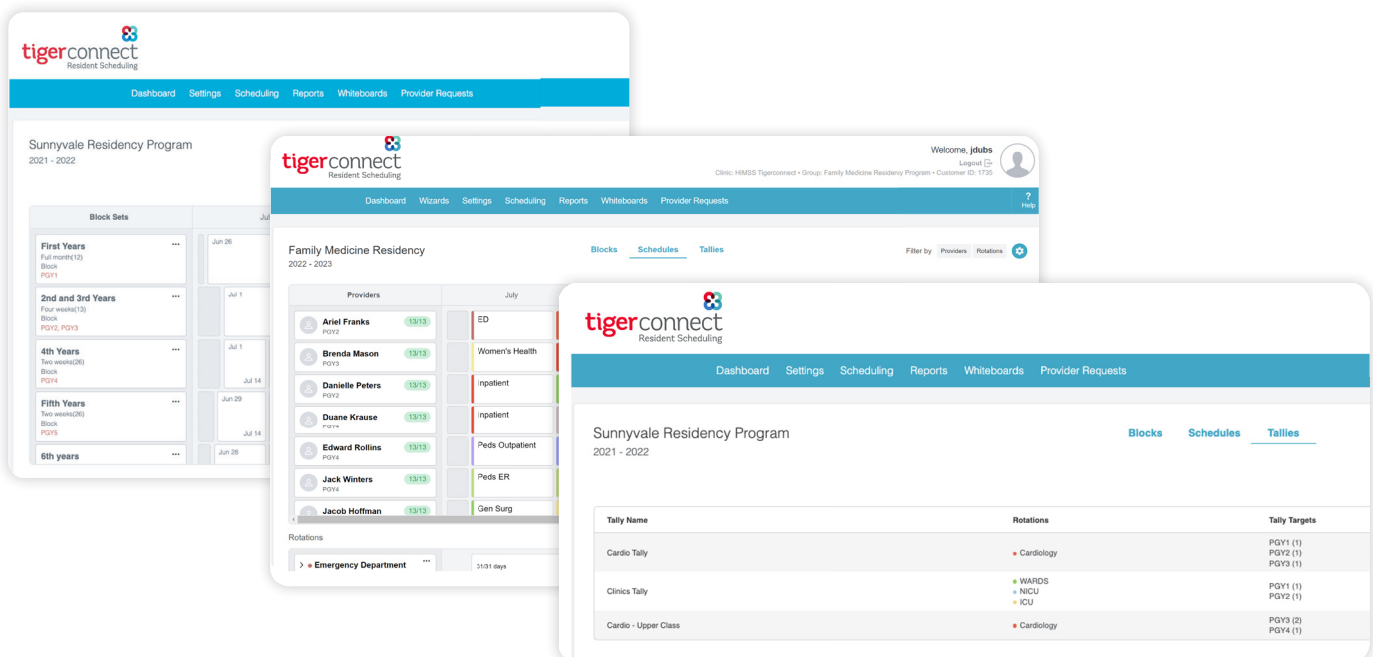 tigerconnect
Resident Scheduling
Dashboard Settings Scheduling Reports Whiteboards Provider Requests
Sunnyvale Residency Program
2021 - 2022
Block Sets
First Years
Full month(12)
Block
PGY1
Jun 26
2nd and 3rd Years
Four weeks(13)
Block
PGY2, PGY3
Jul 1
4th Years
Two weeks(26)
Block
PGY4
Jul 1
Jul 14
Fifth Years
Two weeks(26)
Block
PGY5
Jun 29
Jul 14
6th years
Jun 28
tigerconnect
Resident Scheduling
Welcome, jdubs
Logout
Clinic: HIMSS Tigerconnect • Group: Family Medicine Residency Program • Customer ID: 1735
Dashboard Wizards Settings Scheduling Reports Whiteboards Provider Requests
?
Help
Family Medicine Residency
2022 - 2023
Blocks Schedules Tallies
Filter by Providers Rotations
Providers July
Ariel Franks 13/13 ED
PGY2
Brenda Mason 13/13 Women's Health
PGY3
Danielle Peters 13/13 Inpatient
PGY2
Duane Krause 13/13 Inpatient
PGY4
Edward Rollins 13/13 Peds Outpatient
PGY4
Jack Winters 13/13 Peds ER
PGY4
Jacob Hoffman 13/13 Gen Surg
Rotations
Emergency Department ... 31/31 days
tigerconnect
Resident Scheduling
Dashboard Settings Scheduling Reports Whiteboards Provider Requests
Sunnyvale Residency Program
2021 - 2022
Blocks Schedules Tallies
Tally Name Rotations Tally Targets
Cardio Tally
Cardiology
PGY1 (1)
PGY2 (1)
PGY3 (1)
Clinics Tally
WARDS
NICU
ICU
PGY1 (1)
PGY2 (1)
Cardio - Upper Class
Cardiology
PGY3 (2)
PGY4 (1)